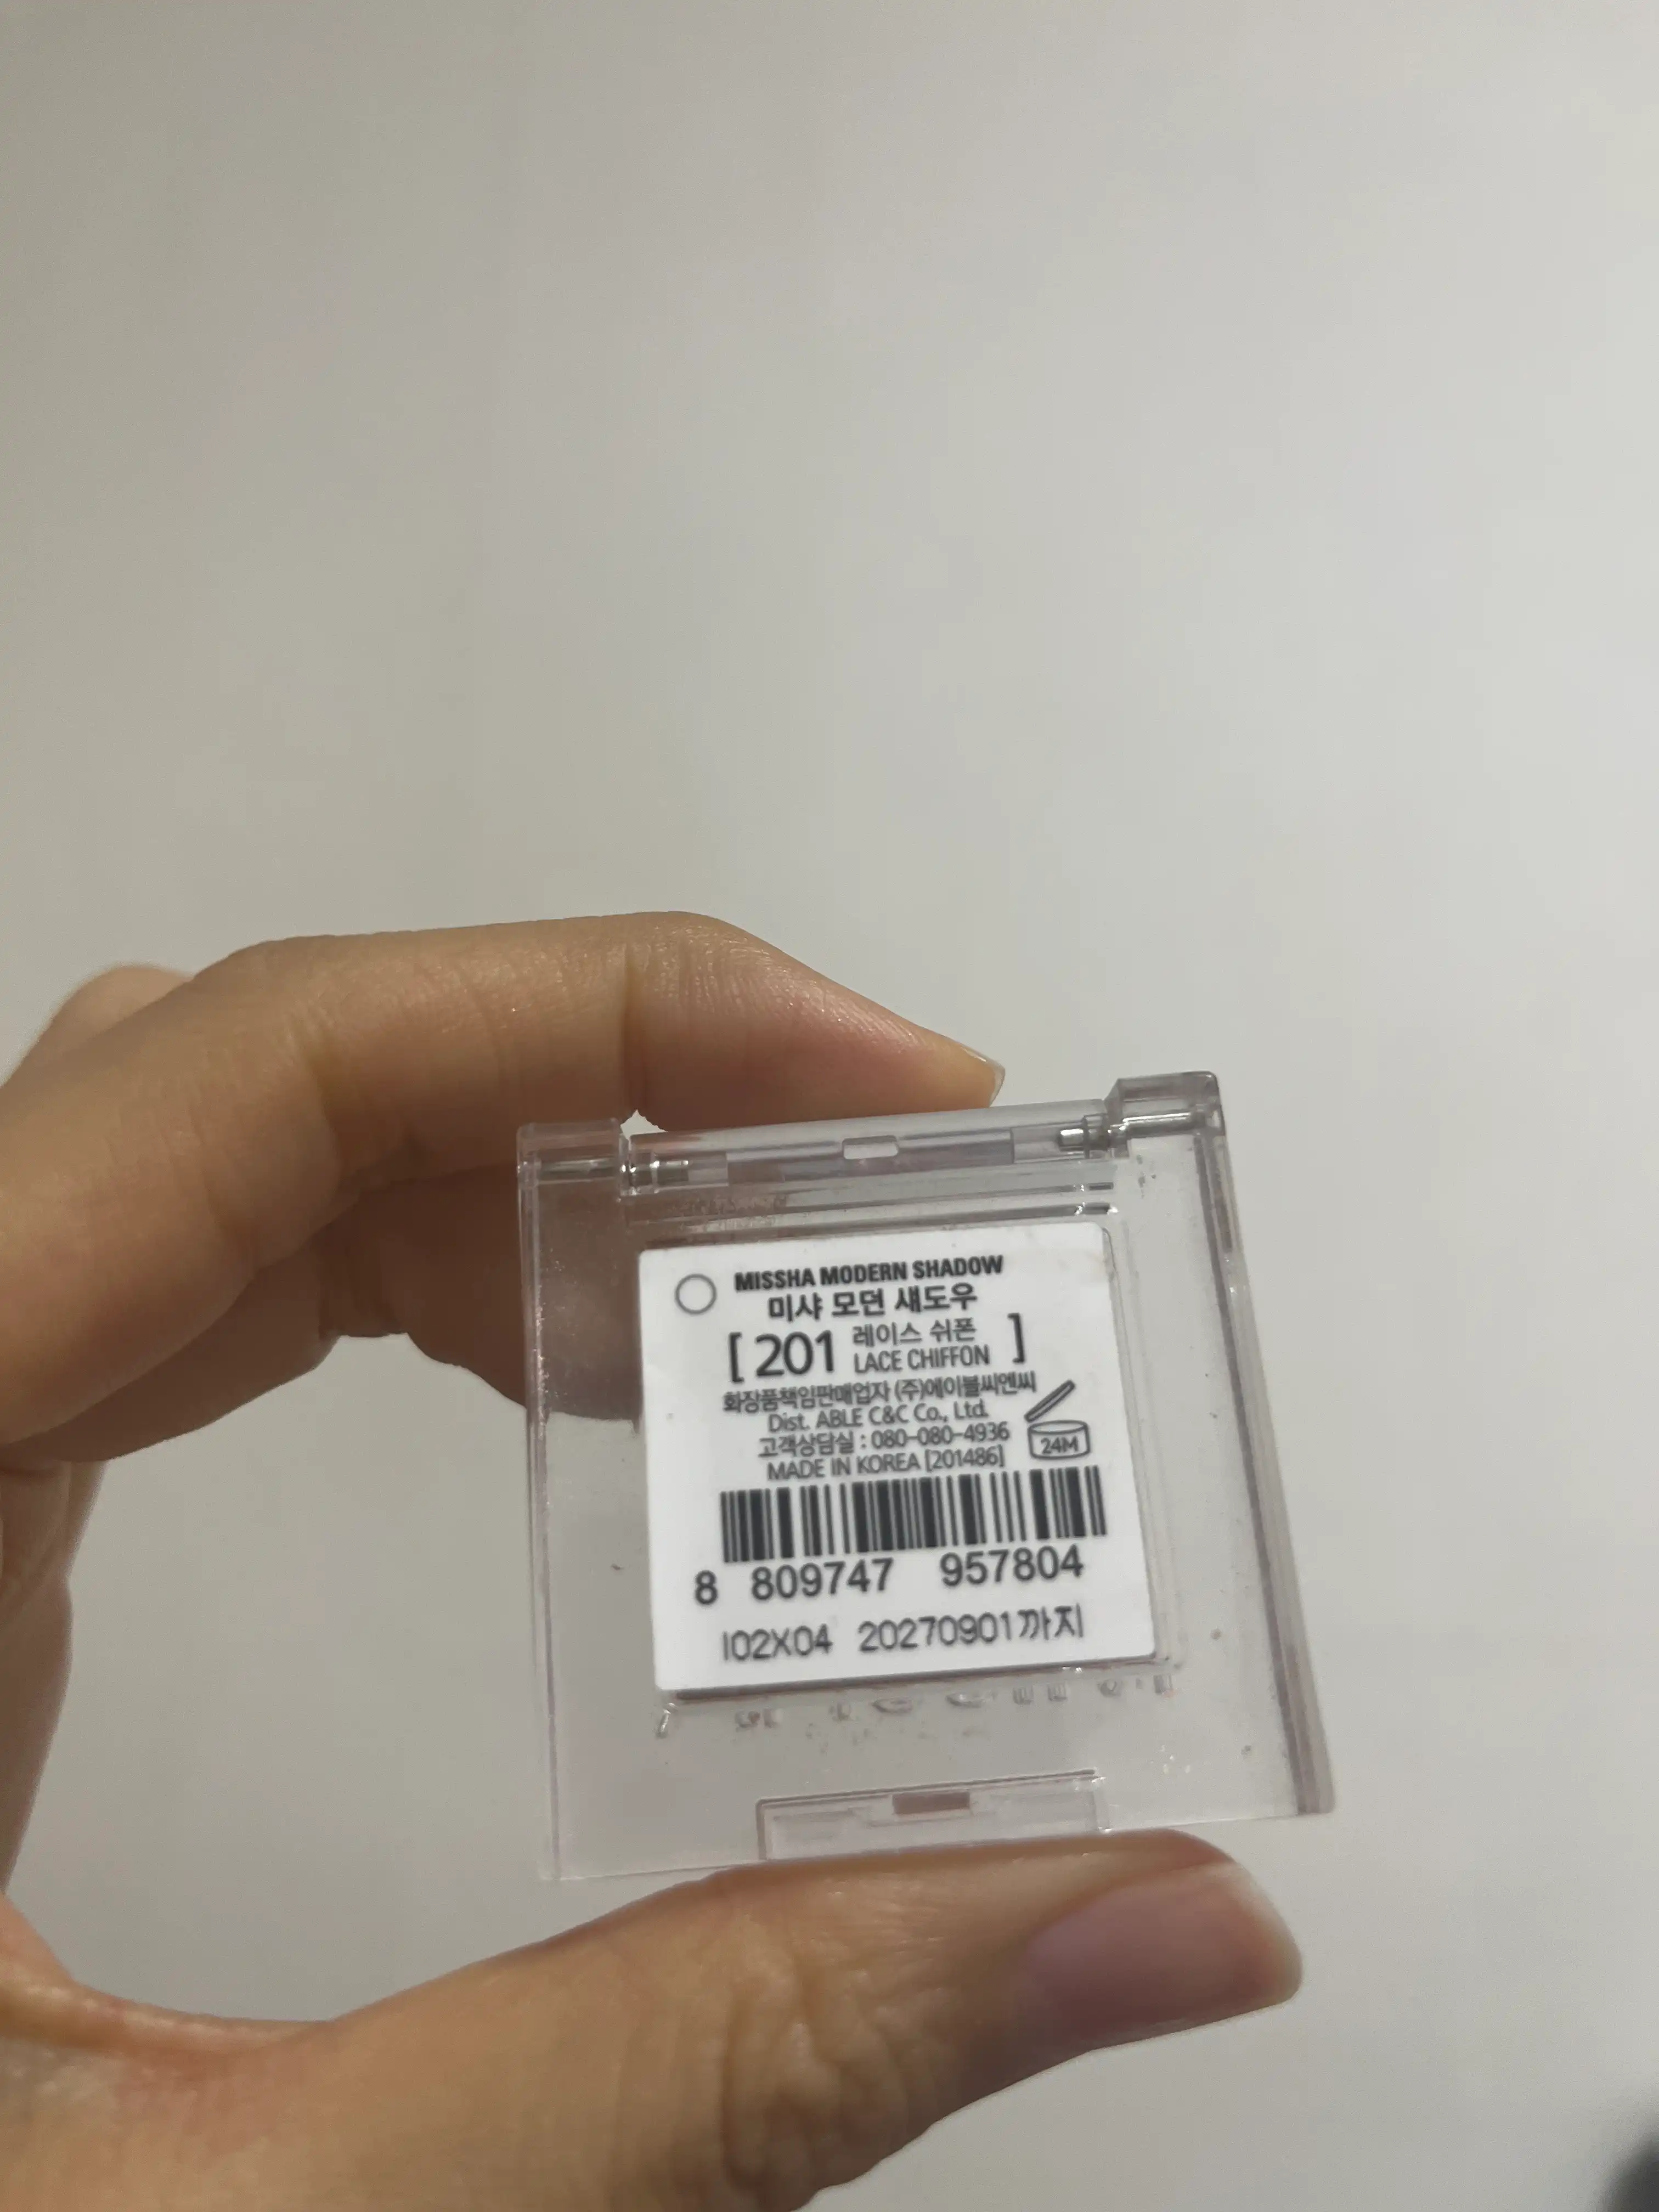 MISSHA MODERN SHADOW
미샤 모던 섀도우
[ 201 레이스 쉬폰 ]
LACE CHIFFON
화장품책임판매업자 (주)에이블씨엔씨
Dist. ABLE C&C Co., Ltd.
고객상담실 : 080-080-4936
24M
MADE IN KOREA [201486]
8 809747 957804
I02X04 20270901까지